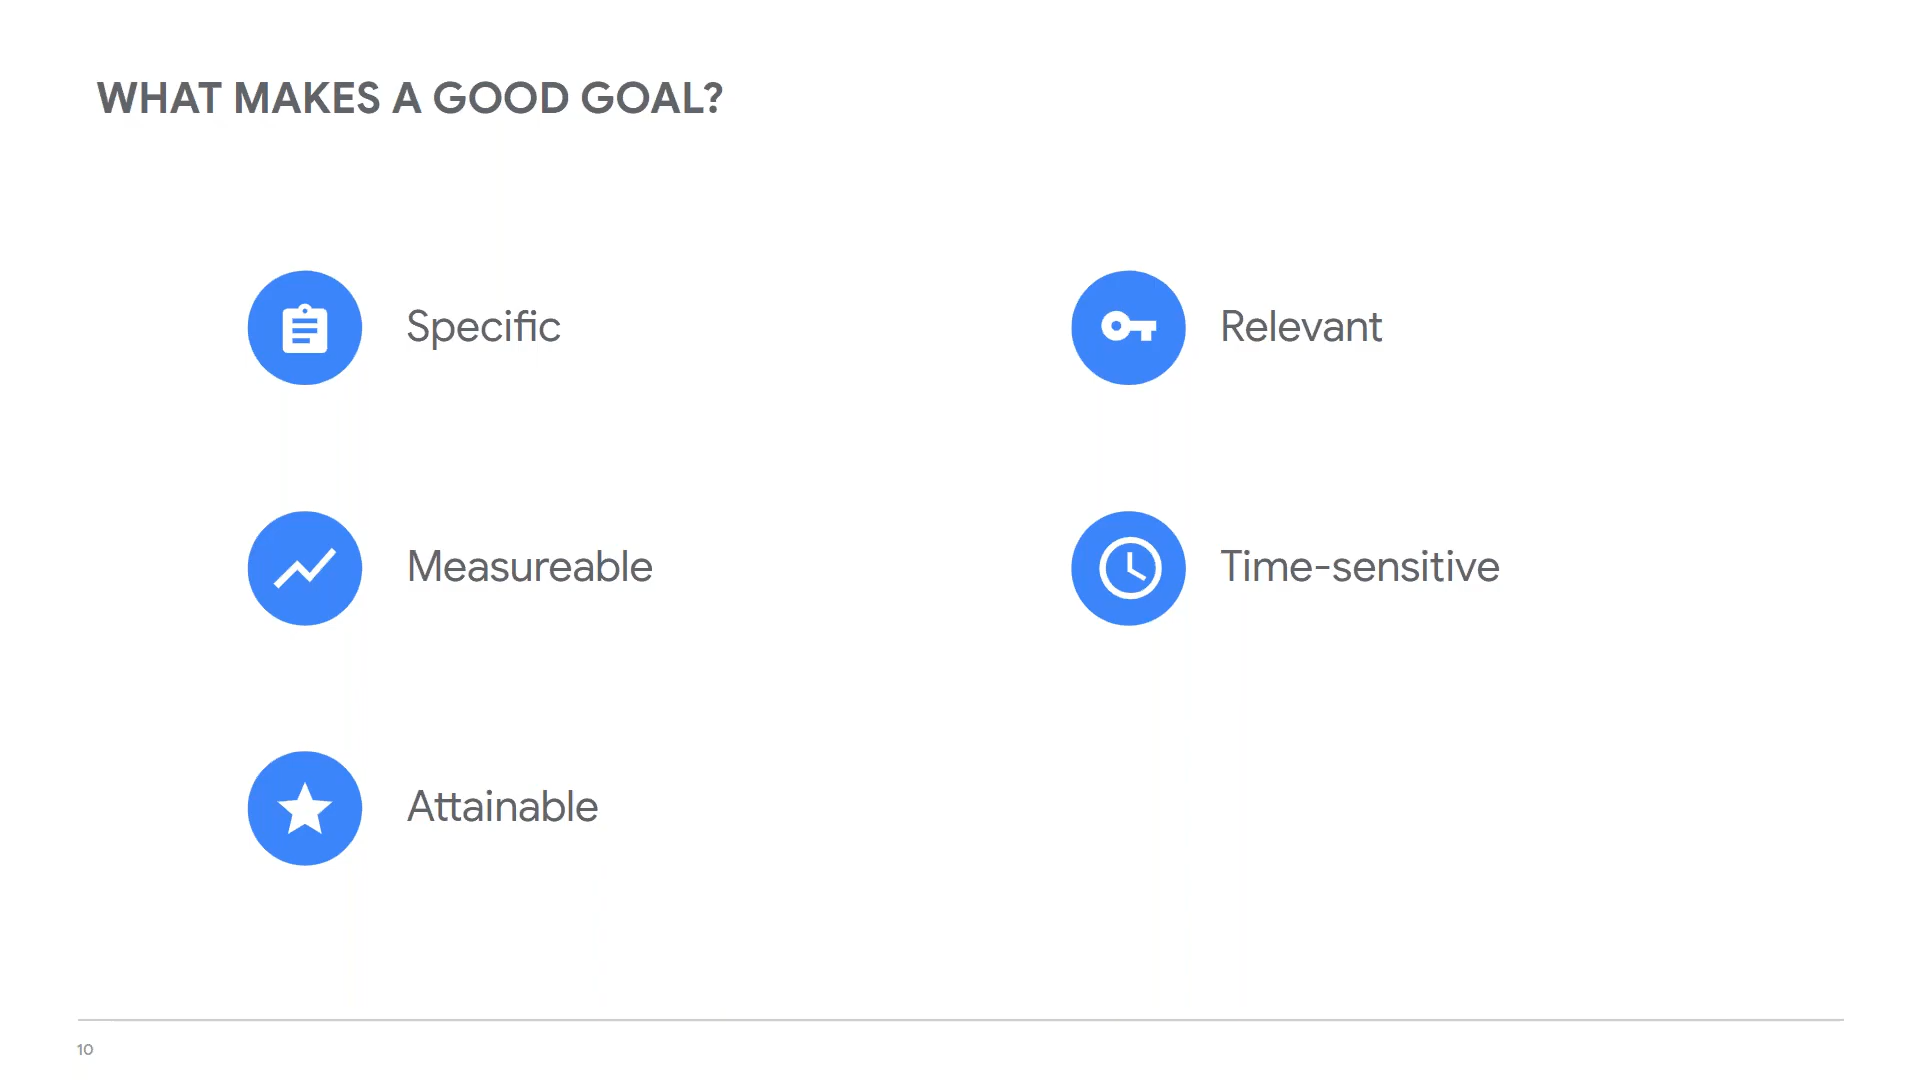 WHAT MAKES A GOOD GOAL?
Specific
Measureable
Attainable
Relevant
Time-sensitive
10